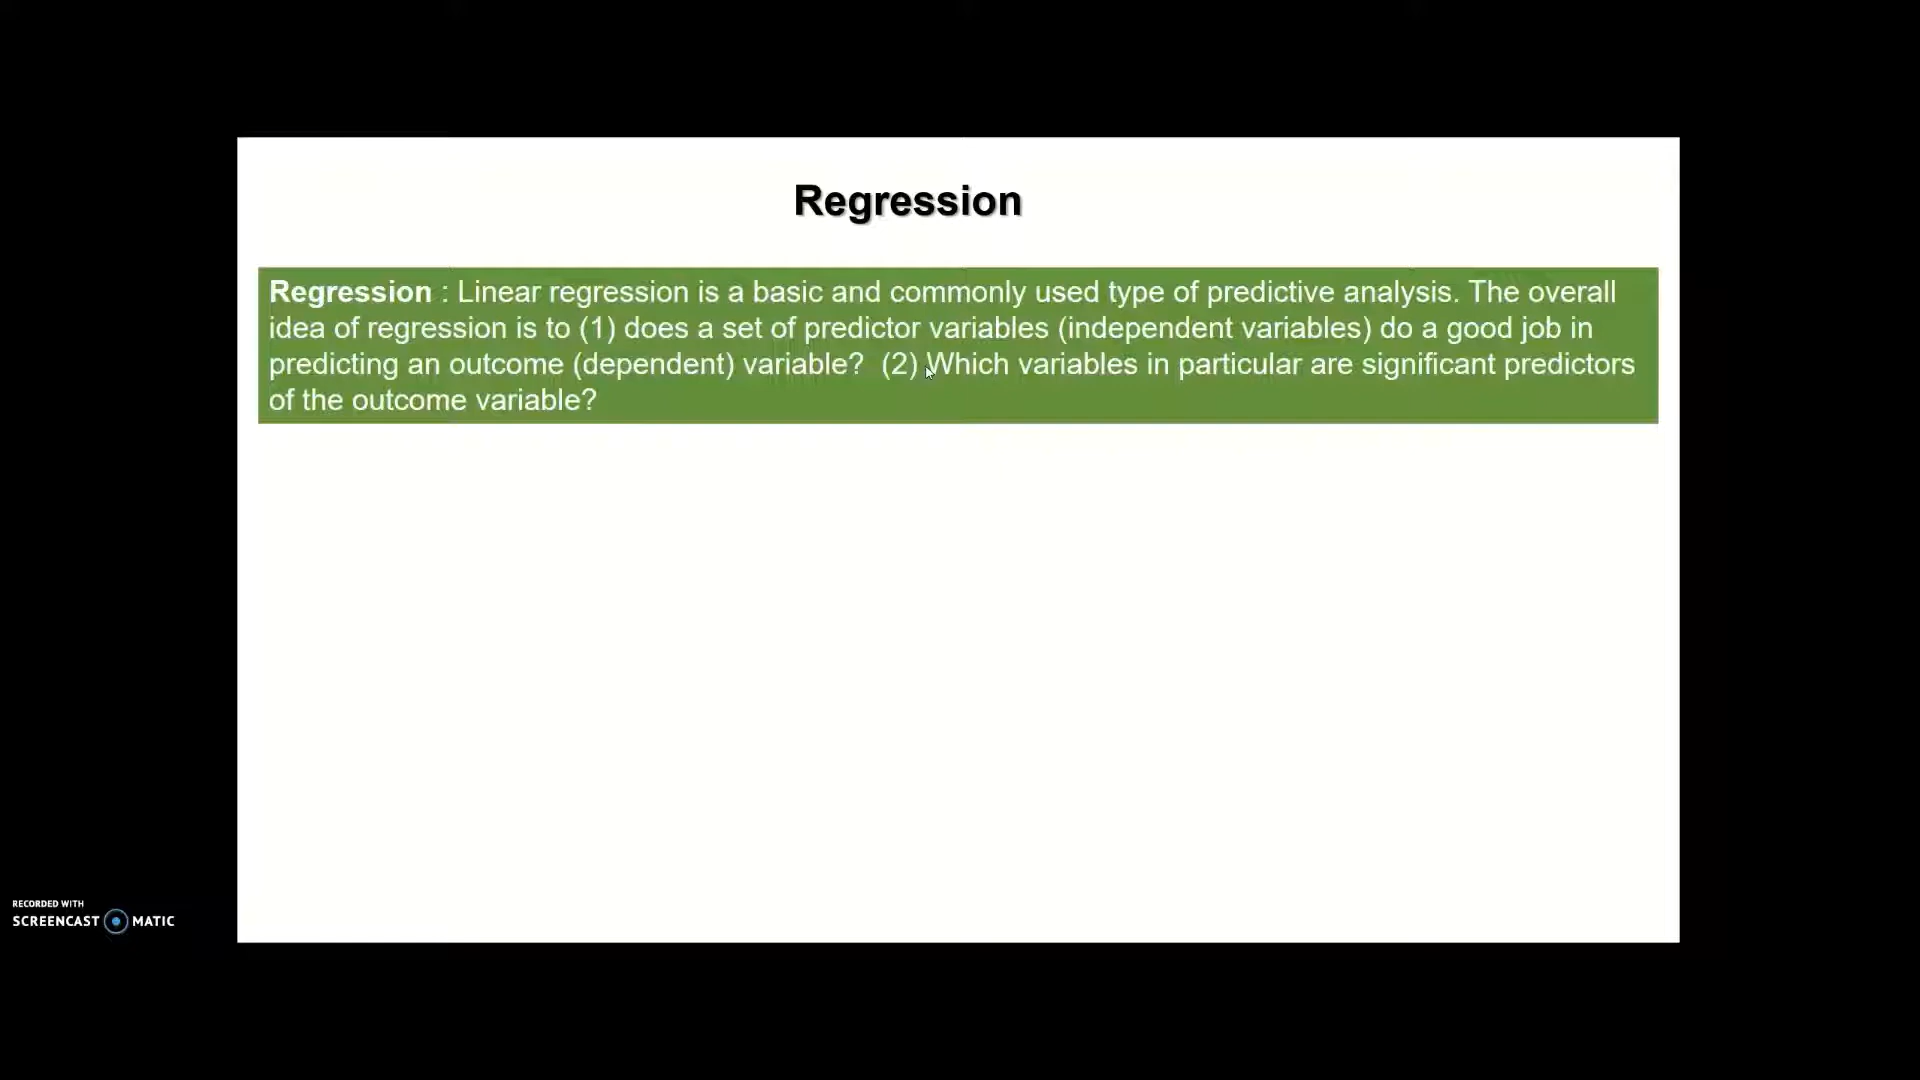 Regression
Regression : Linear regression is a basic and commonly used type of predictive analysis. The overall
idea of regression is to (1) does a set of predictor variables (independent variables) do a good job in
predicting an outcome (dependent) variable?  (2) Which variables in particular are significant predictors
of the outcome variable?
RECORDED WITH
SCREENCAST MATIC